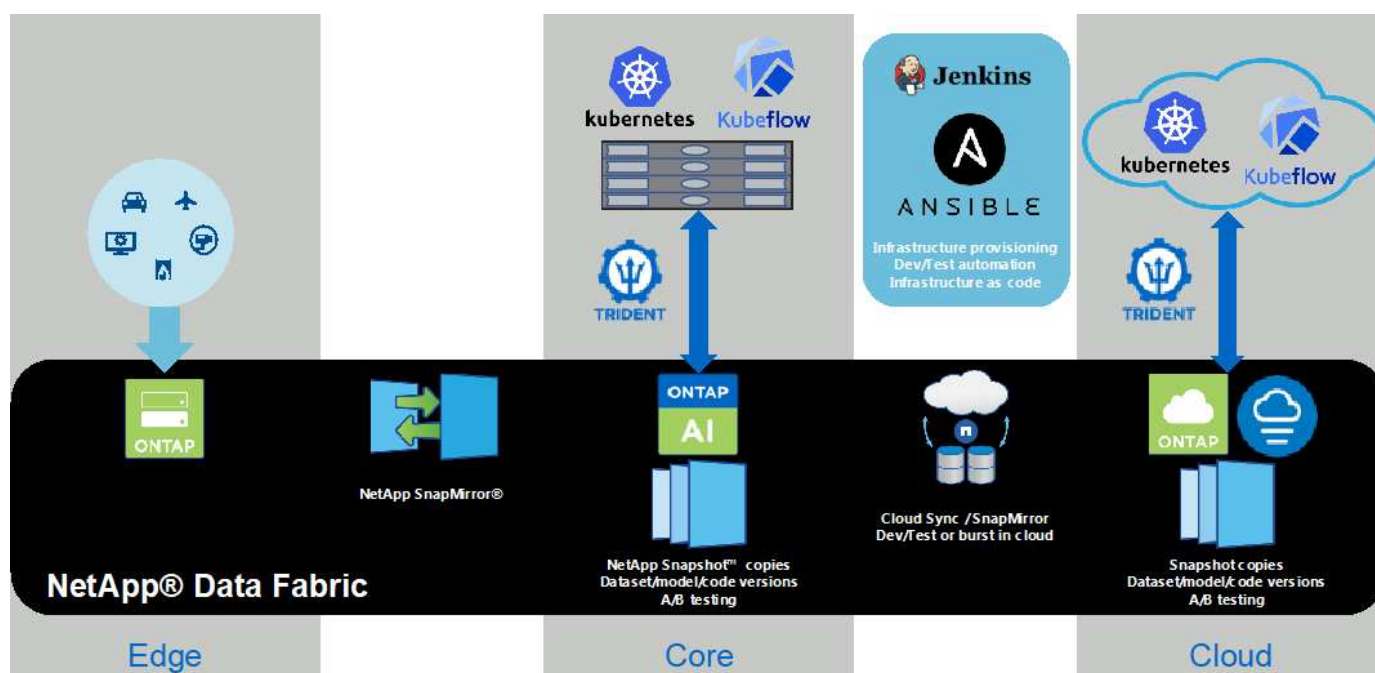 kubernetes
Kubeflow
TRIDENT
Jenkins
ANSIBLE
Infrastructure provisioning
Dev/Test automation
Infrastructure as code
kubernetes
Kubeflow
TRIDENT
ONTAP
NetApp SnapMirror®
ONTAP
AI
NetApp Snapshot™ copies
Dataset/model/code versions
A/B testing
n
Cloud Sync /SnapMirror
Dev/Test or burst in cloud
ONTAP
Snapshot copies
Dataset/model/code versions
A/B testing
NetApp® Data Fabric
Edge
Core
Cloud